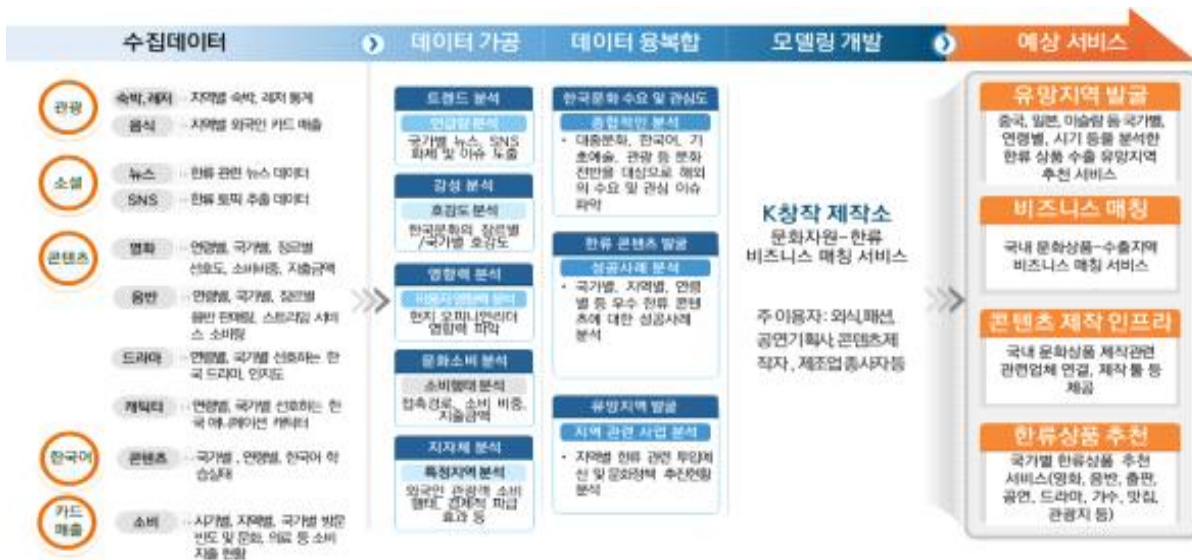 수집데이터
데이터 가공
데이터 융복합
모델링 개발
예상 서비스
관광
숙박, 레저
지역별 숙박, 레저 통계
음식
지역별 외국인 카드 매출
소셜
뉴스
한류 관련 뉴스 데이터
SNS
한류 토픽 추출 데이터
콘텐츠
영화
연령별, 국가별, 장르별
선호도, 소비비중, 지출금액
음반
연령별, 국가별, 장르별
음반 판매량, 스트리밍 서비
스 소비량
드라마
연령별, 국가별 선호하는 한
국 드라마, 인지도
캐릭터
연령별, 국가별 선호하는 한
국 애니메이션 캐릭터
한국어
콘텐츠
국가별, 연령별, 한국어 학
습실태
카드
매출
소비
시기별, 지역별, 국가별 방문
빈도 및 문화, 의료 등 소비
지출 현황
트렌드 분석
언급량 분석
국가별 뉴스, SNS
화제 및 이슈 노출
감성 분석
호감도 분석
한국문화의 장르별
/국가별 호감도
영향력 분석
이용자영향력 분석
현지 오피니언리더
영향력 파악
문화소비 분석
소비행태 분석
접촉경로, 소비 비중,
지출금액
지자체 분석
특정지역 분석
외국인 관광객 소비
행태, 경제적 파급
효과 등
한국문화 수요 및 관심도
종합적인 분석
• 대중문화, 한국어, 기
초예술, 관광 등 문화
전반을 대상으로 해외
의 수요 및 관심 이슈
파악
한류 콘텐츠 발굴
성공사례 분석
• 국가별, 지역별, 연령
별 등 우수 한류 콘텐
츠에 대한 성공사례
분석
유망지역 발굴
지역 관련 사업 분석
• 지역별 한류 관련 투입예
산 및 문화정책 추진현황
분석
K창작 제작소
문화자원-한류
비즈니스 매칭 서비스
주 이용자 : 외식,패션,
공연기획사, 콘텐츠제
작자, 제조업 종사자 등
유망지역 발굴
중국, 일본, 이슬람 등 국가별,
연령별, 시기 등을 분석한
한류 상품 수출 유망지역
추천 서비스
비즈니스 매칭
국내 문화상품-수출지역
비즈니스 매칭 서비스
콘텐츠 제작 인프라
국내 문화상품 제작관련
관련업체 연결, 제작 툴 등
제공
한류상품 추천
국가별 한류상품 추천
서비스(영화, 음반, 출판,
공연, 드라마, 가수, 맛집,
관광지 등)